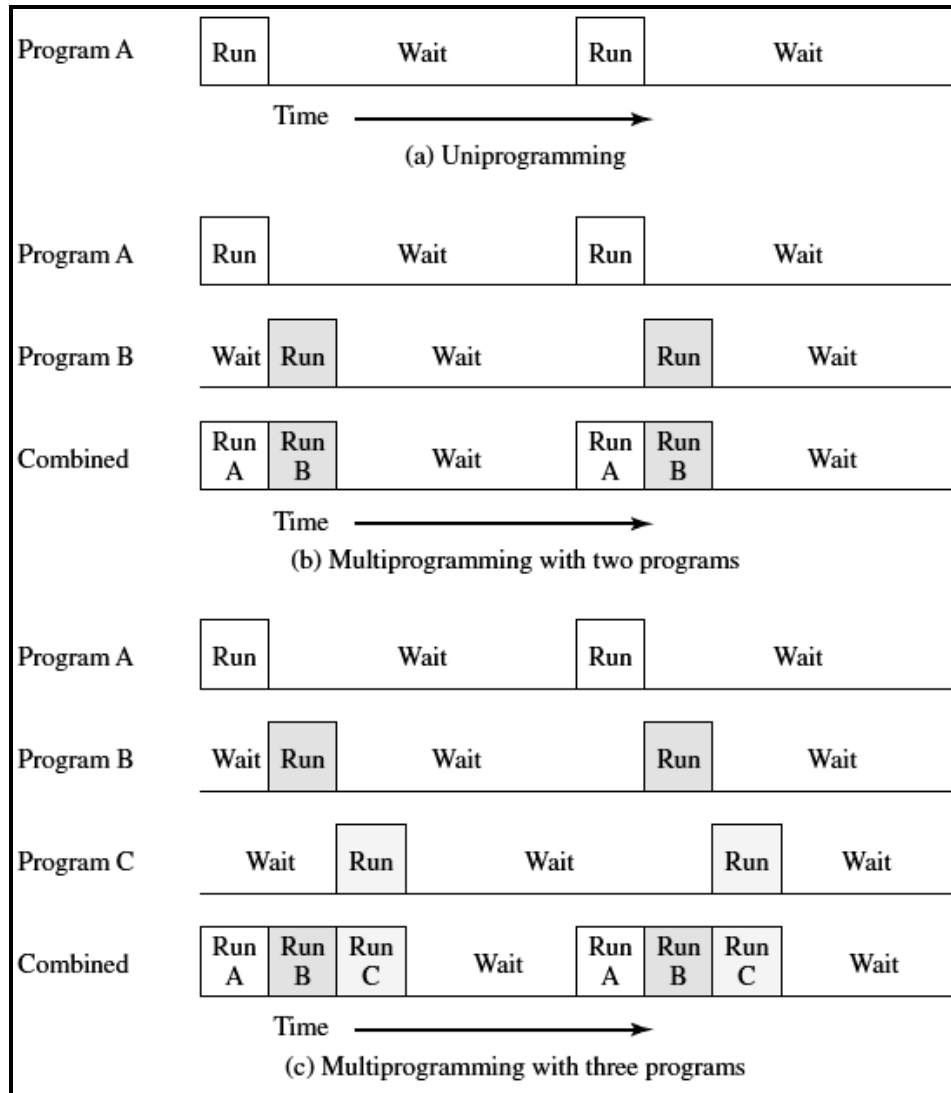 Program A Run Wait Run Wait
Time
(a) Uniprogramming
Program A Run Wait Run Wait
Program B Wait Run Wait Run Wait
Combined Run A Run B Wait Run A Run B Wait
Time
(b) Multiprogramming with two programs
Program A Run Wait Run Wait
Program B Wait Run Wait Run Wait
Program C Wait Run Wait Run Wait
Combined Run A Run B Run C Wait Run A Run B Run C Wait
Time
(c) Multiprogramming with three programs